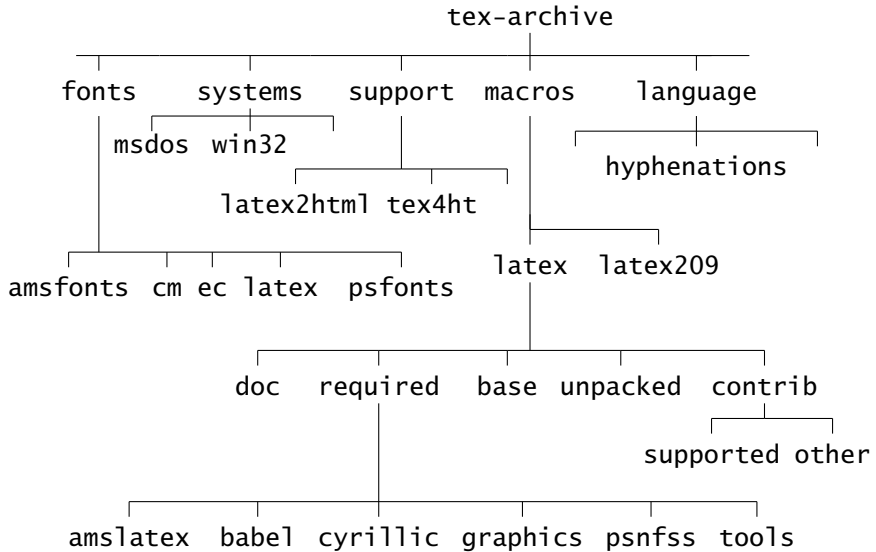 tex-archive
fonts systems support macros language
msdos win32
hyphenations
latex2html tex4ht
latex latex209
amsfonts cm ec latex psfonts
doc required base unpacked contrib
supported other
amslatex babel cyrillic graphics psnfss tools